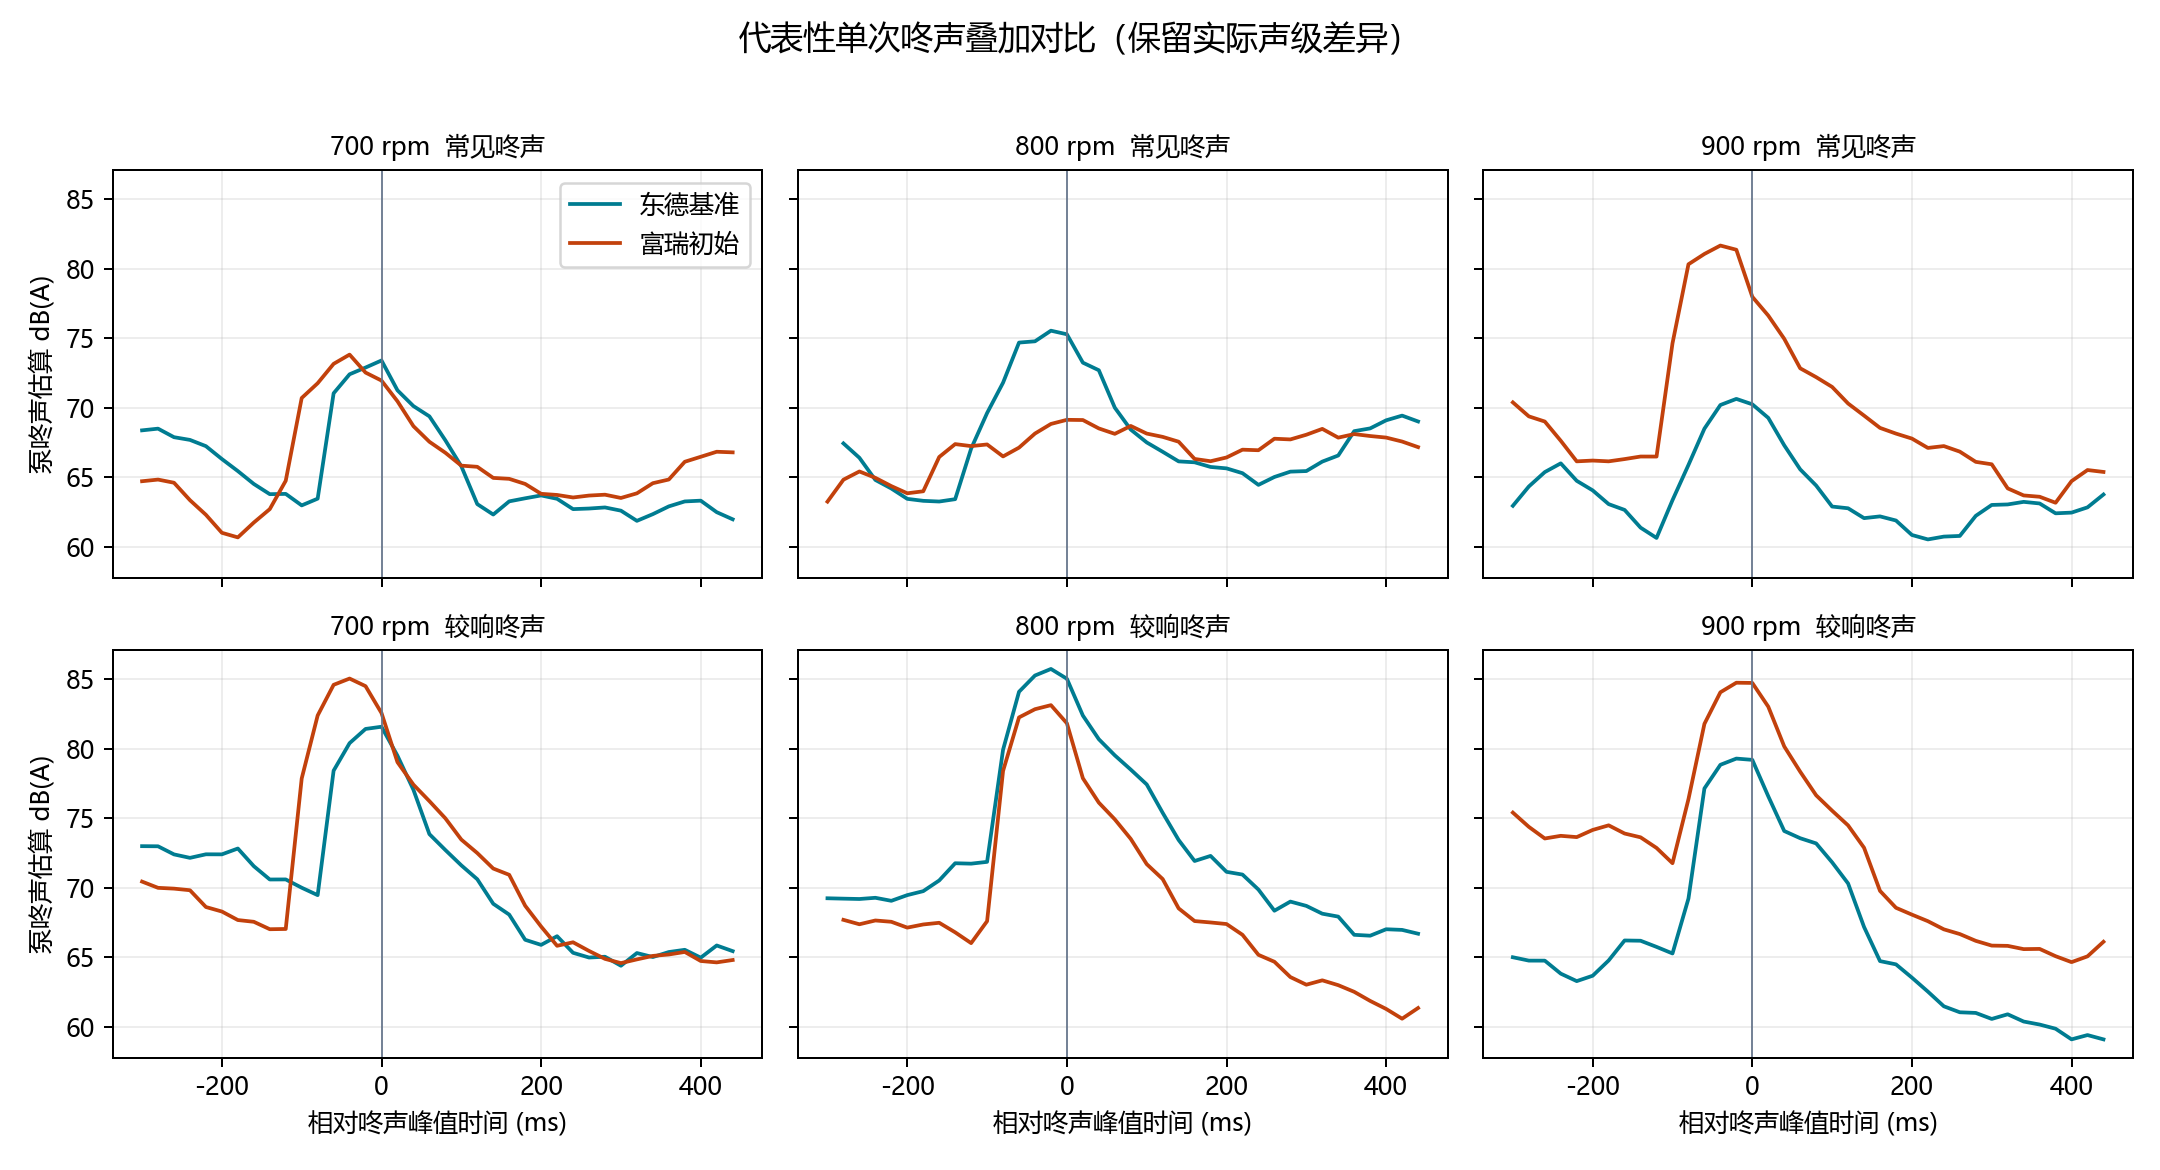 代表性单次咚声叠加对比（保留实际声级差异）
700 rpm 常见咚声
800 rpm 常见咚声
900 rpm 常见咚声
泵咚声估算 dB(A)
85
80
75
70
65
60
东德基准
富瑞初始
700 rpm 较响咚声
800 rpm 较响咚声
900 rpm 较响咚声
泵咚声估算 dB(A)
85
80
75
70
65
60
-200 0 200 400
-200 0 200 400
-200 0 200 400
相对咚声峰值时间 (ms)
相对咚声峰值时间 (ms)
相对咚声峰值时间 (ms)